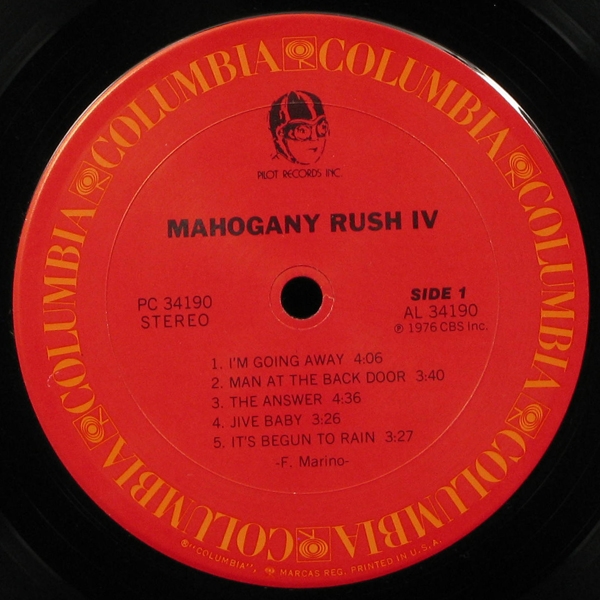 COLUMBIA COLUMBIA COLUMBIA COLUMBIA COLUMBIA COLUMBIA COLUMBIA COLUMBIA
PILOT RECORDS INC.
MAHOGANY RUSH IV
PC 34190
STEREO
SIDE 1
AL 34190
℗ 1976 CBS Inc.
1. I'M GOING AWAY 4:06
2. MAN AT THE BACK DOOR 3:40
3. THE ANSWER 4:36
4. JIVE BABY 3:26
5. IT'S BEGUN TO RAIN 3:27
-F. Marino-
®"COLUMBIA", MARCAS REG. PRINTED IN U.S.A.